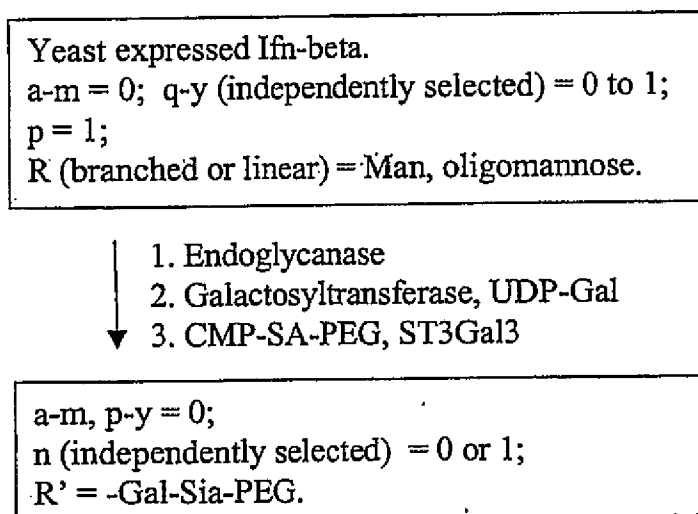 Yeast expressed Ifn-beta.
a-m = 0; q-y (independently selected) = 0 to 1;
p = 1;
R (branched or linear) = Man, oligomannose.
1. Endoglycanase
2. Galactosyltransferase, UDP-Gal
3. CMP-SA-PEG, ST3Gal3
a-m, p-y = 0;
n (independently selected) = 0 or 1;
R' = -Gal-Sia-PEG.